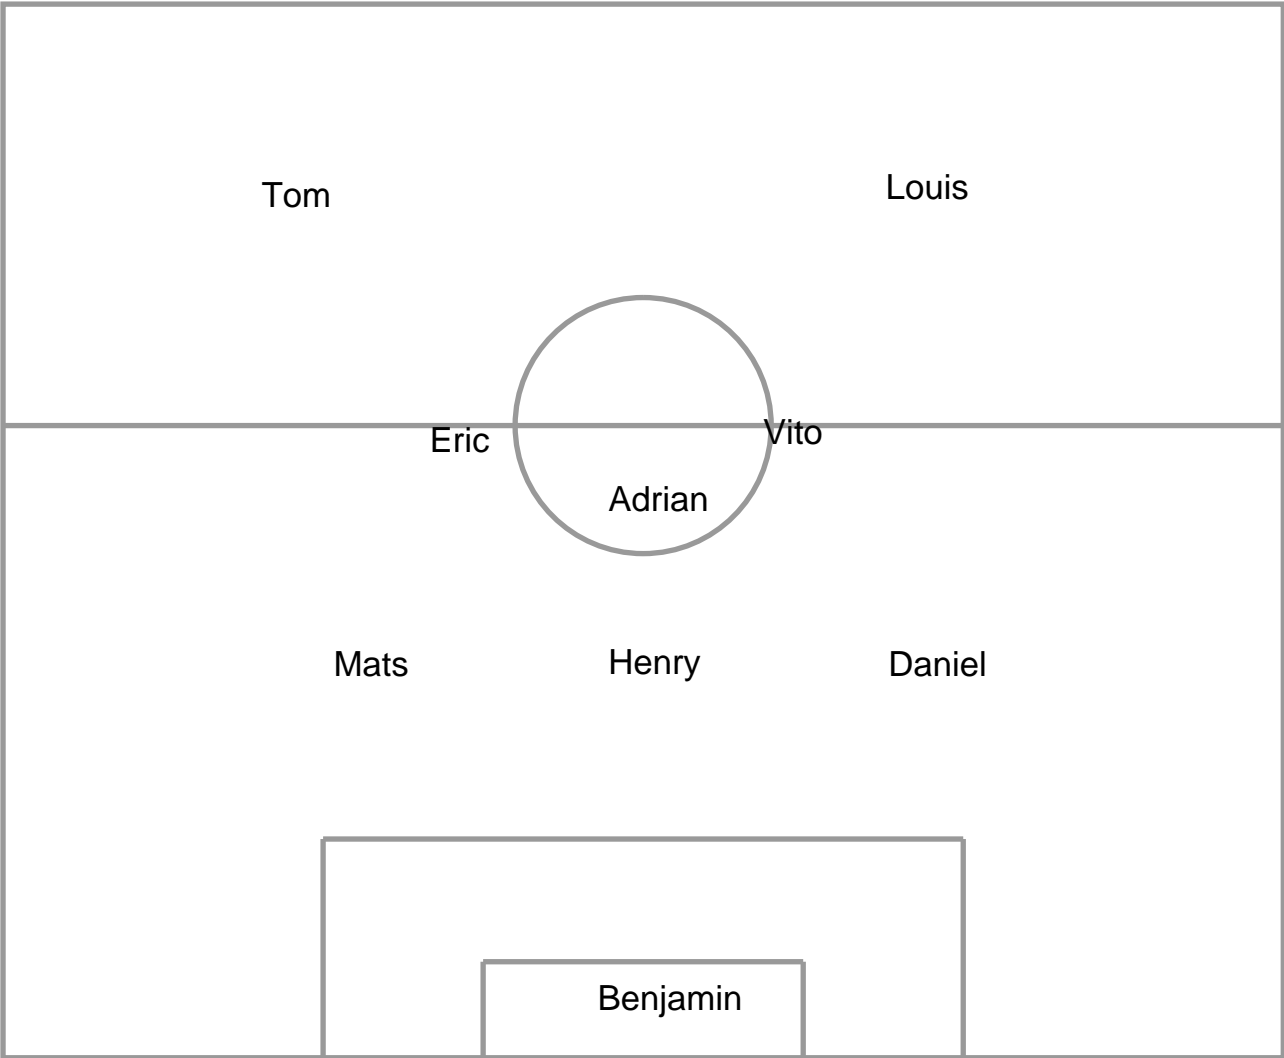 Tom
Louis
Eric
Vito
Adrian
Mats
Henry
Daniel
Benjamin